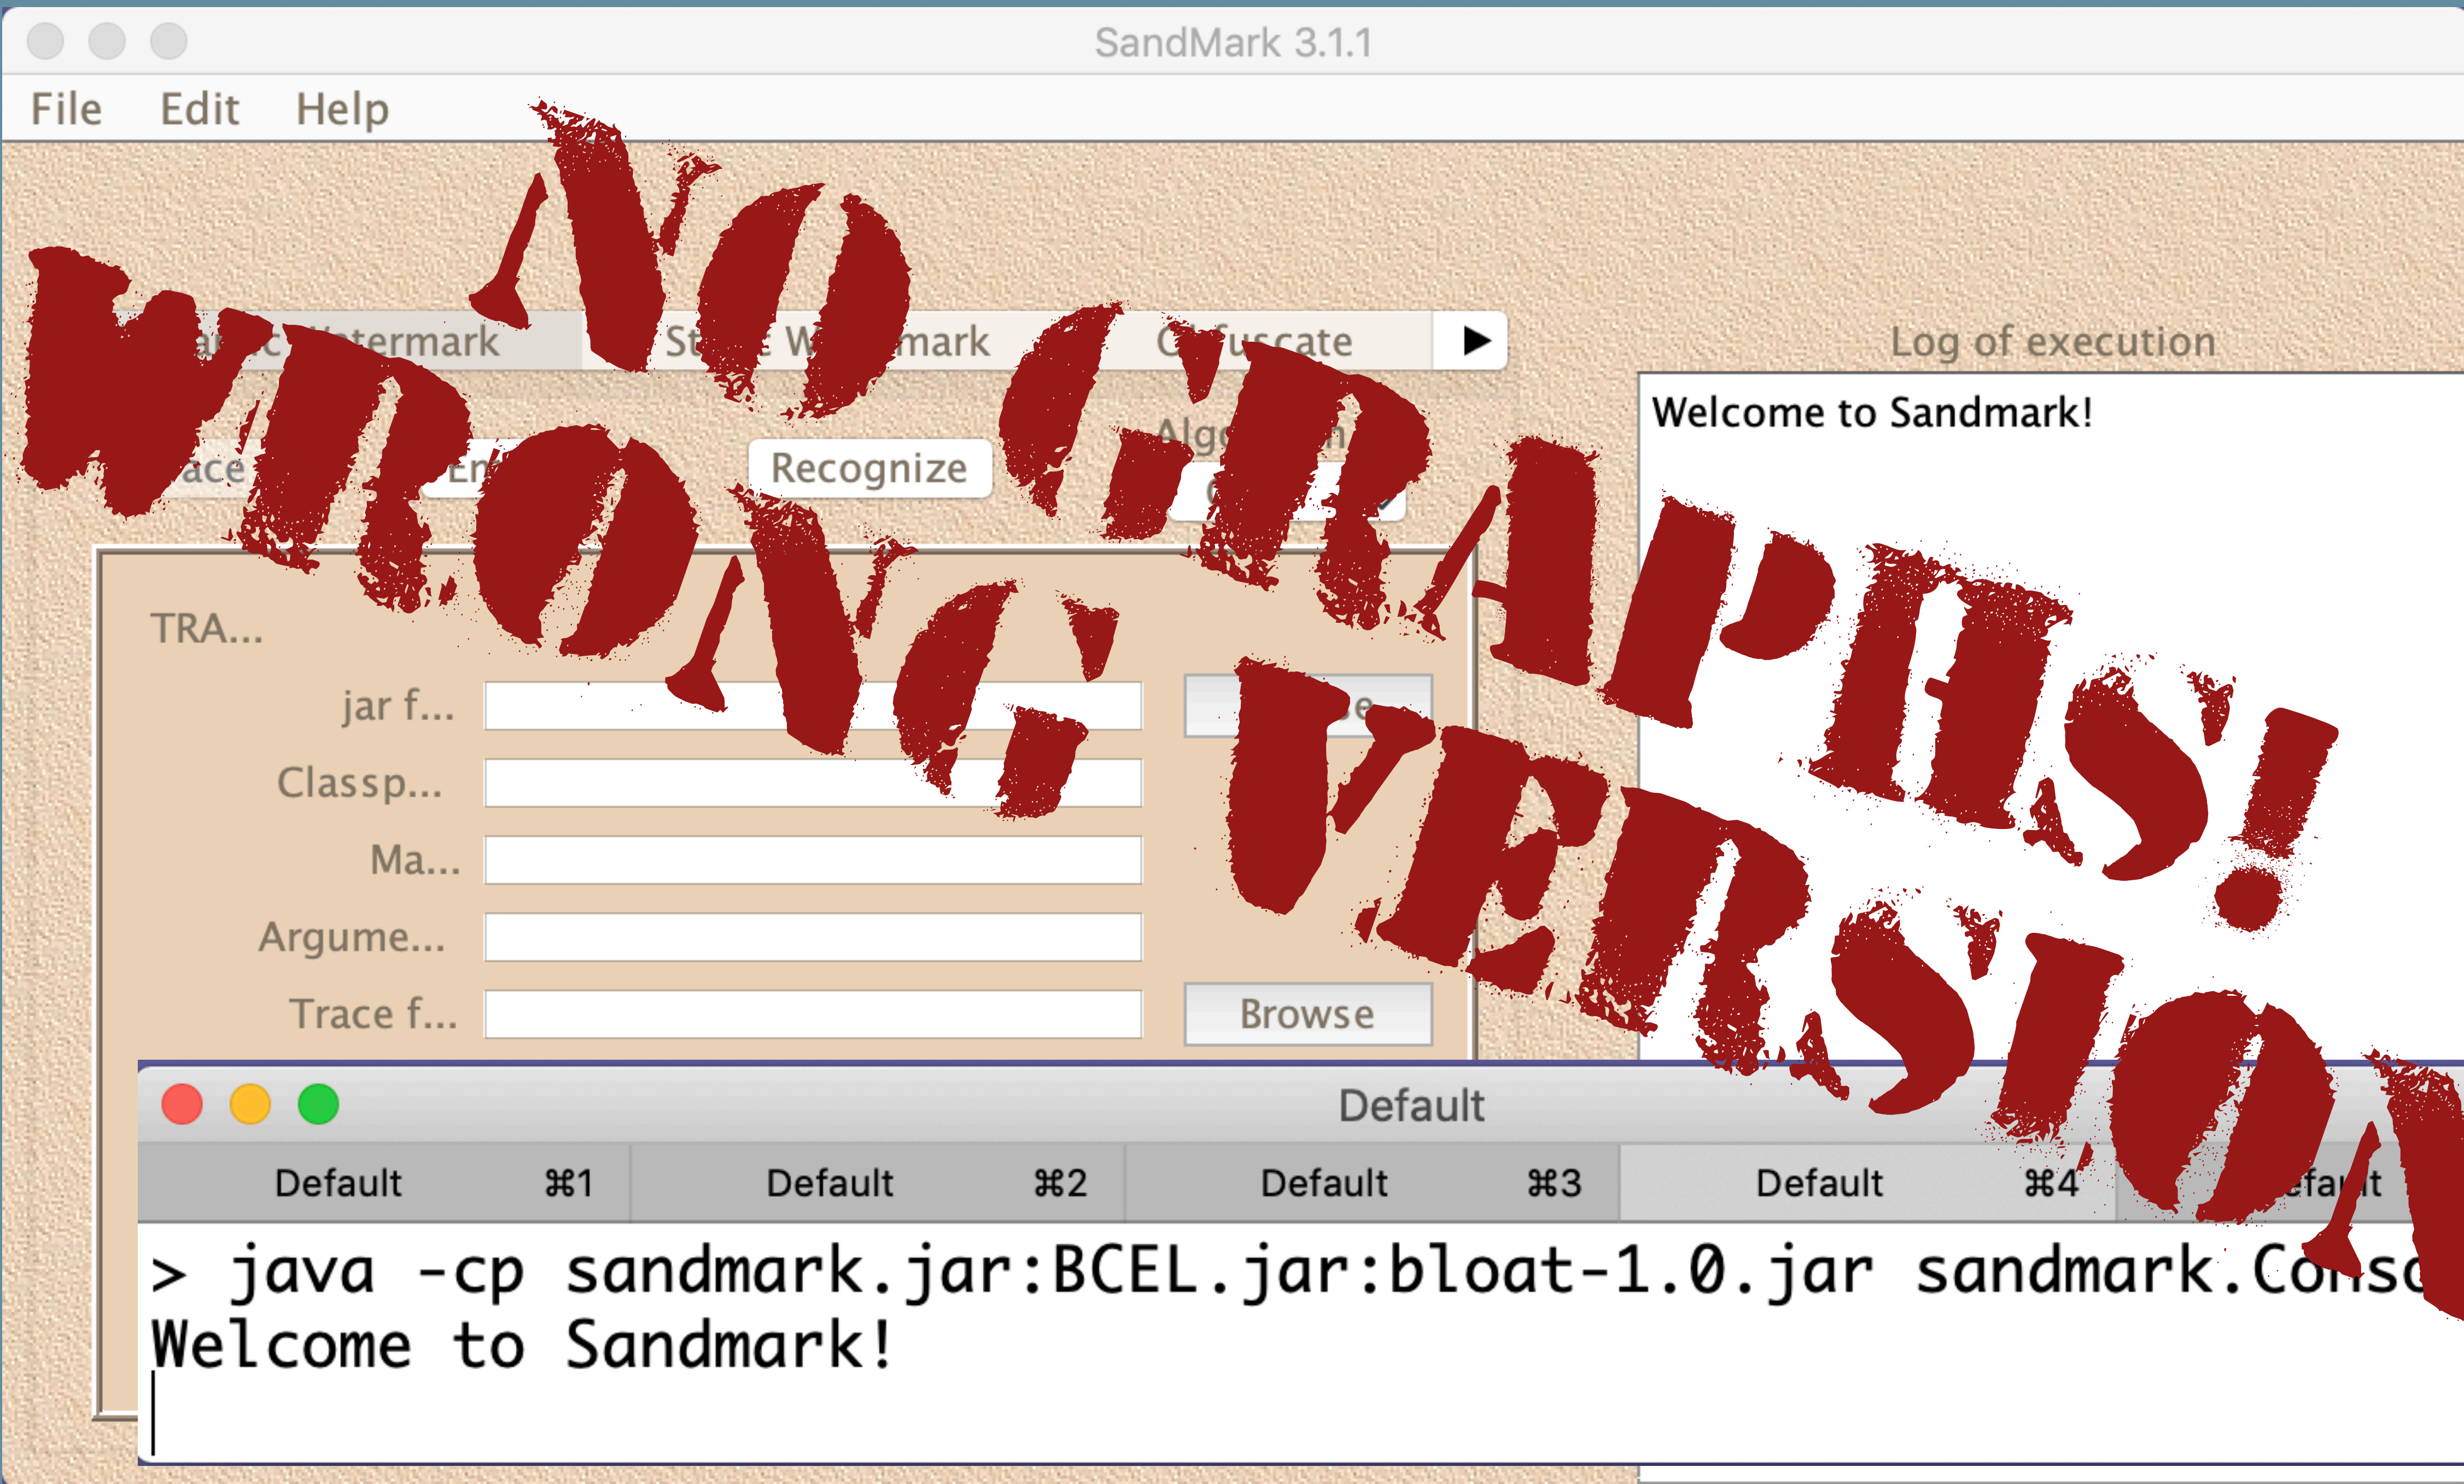 SandMark 3.1.1
File Edit Help
NO GRAPHS!
WRONG VERSION
Log of execution
Welcome to Sandmark!
Recognize
TRA...
jar f...
Classp...
Ma...
Argume...
Trace f... Browse
Default
Default ⌘1 Default ⌘2 Default ⌘3 Default ⌘4
> java -cp sandmark.jar:BCEL.jar:bloat-1.0.jar
Welcome to Sandmark!